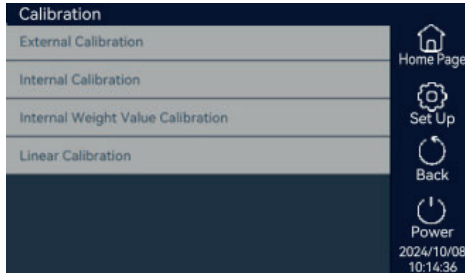 Calibration
External Calibration
Internal Calibration
Internal Weight Value Calibration
Linear Calibration
Home Page
Set Up
Back
Power
2024/10/08
10:14:36